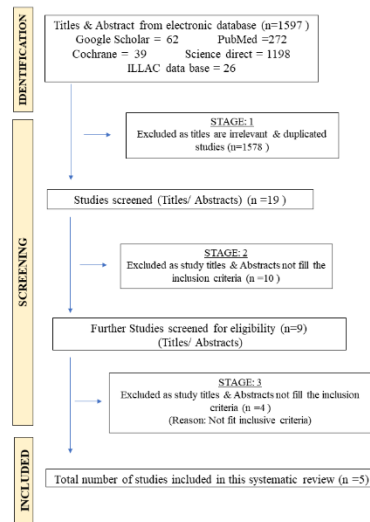 IDENTIFICATION
Titles & Abstract from electronic database (n=1597 )
Google Scholar = 62 PubMed =272
Cochrane = 39 Science direct = 1198
ILLAC data base = 26
SCREENING
STAGE: 1
Excluded as titles are irrelevant & duplicated
studies (n=1578 )
Studies screened (Titles/ Abstracts) (n =19 )
STAGE: 2
Excluded as study titles & Abstracts not fill the
inclusion criteria (n =10 )
Further Studies screened for eligibility (n=9)
(Titles/ Abstracts)
STAGE: 3
Excluded as study titles & Abstracts not fill the inclusion
criteria (n =4 )
(Reason: Not fit inclusive criteria)
INCLUDED
Total number of studies included in this systematic review (n =5)